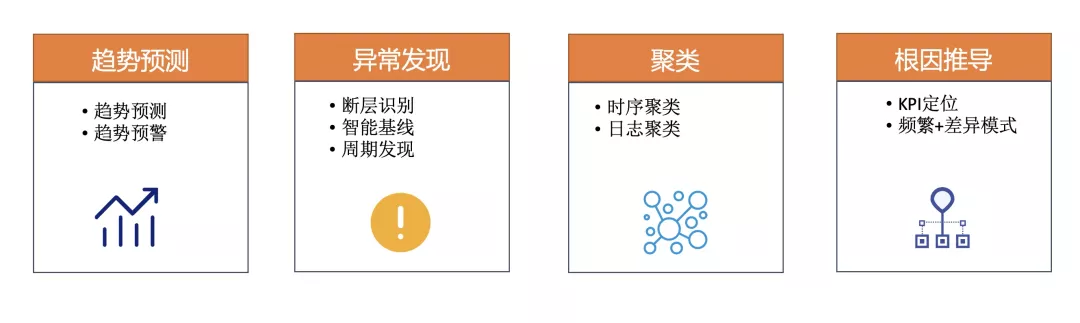 趋势预测
• 趋势预测
• 趋势预警
异常发现
• 断层识别
• 智能基线
• 周期发现
聚类
• 时序聚类
• 日志聚类
根因推导
• KPI定位
• 频繁+差异模式